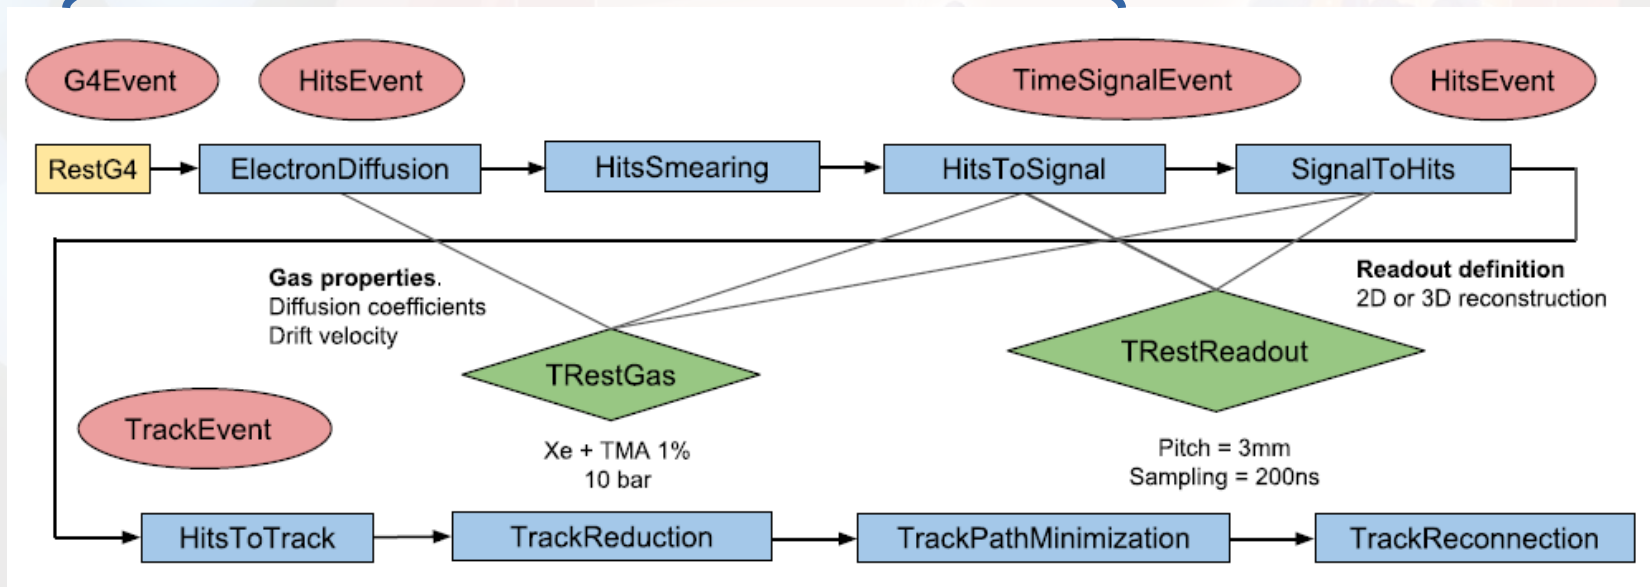 G4Event
HitsEvent
TimeSignalEvent
HitsEvent
RestG4
ElectronDiffusion
HitsSmearing
HitsToSignal
SignalToHits
Gas properties.
Diffusion coefficients
Drift velocity
Readout definition
2D or 3D reconstruction
TRestGas
TRestReadout
TrackEvent
Xe + TMA 1%
10 bar
Pitch = 3mm
Sampling = 200ns
HitsToTrack
TrackReduction
TrackPathMinimization
TrackReconnection